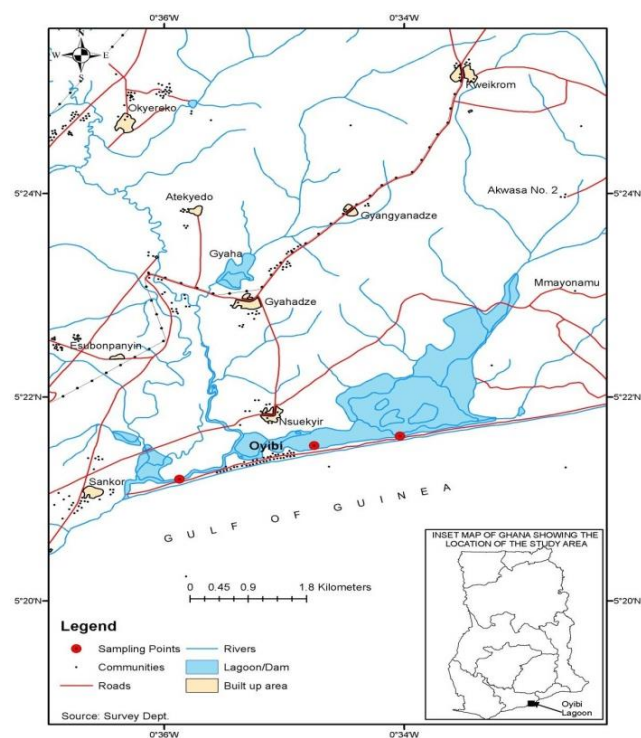 0°36'W
0°34'W
N
W
E
S
Kweikrom
Okyereko
5°24'N
5°24'N
Atekyedo
Akwasa No. 2
Gyangyanadze
Gyaha
Mmayonamu
Gyahadze
Esubonpanyin
5°22'N
5°22'N
Nsuekyir
Oyibi
Sankor
GULF OF GUINEA
INSET MAP OF GHANA SHOWING THE
LOCATION OF THE STUDY AREA
0 0.45 0.9 1.8 Kilometers
5°20'N
5°20'N
Legend
Sampling Points
Rivers
Communities
Lagoon/Dam
Roads
Built up area
Oyibi
Lagoon
Source: Survey Dept.
0°36'W
0°34'W